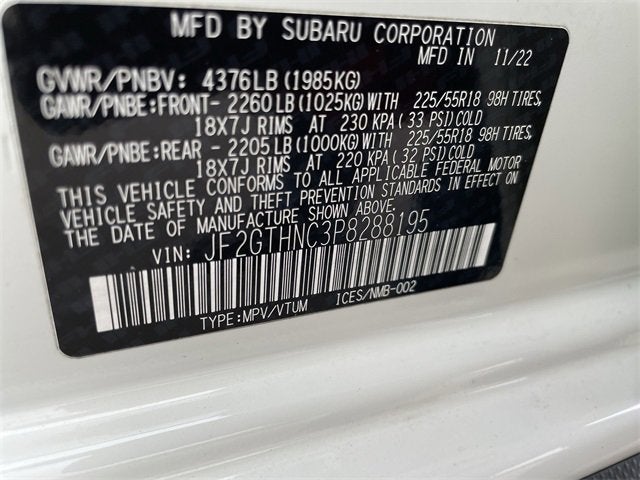 MFD BY SUBARU CORPORATION
MFD IN 11/22
GVWR/PNBV: 4376LB(1985KG)
GAWR/PNBE:FRONT- 2260LB(1025KG)WITH 225/55R18 98H TIRES,
18X7J RIMS AT 230 KPA(33 PSI)COLD
GAWR/PNBE:REAR - 2205LB(1000KG)WITH 225/55R18 98H TIRES,
18X7J RIMS AT 220 KPA(32 PSI)COLD
THIS VEHICLE CONFORMS TO ALL APPLICABLE FEDERAL MOTOR
VEHICLE SAFETY AND THEFT PREVENTION STANDARDS IN EFFECT ON
THE DATE OF MANUFACTURE SHOWN ABOVE.
VIN: JF2GTHNC3P8288195
TYPE:MPV/VTUM ICES/NMB-002